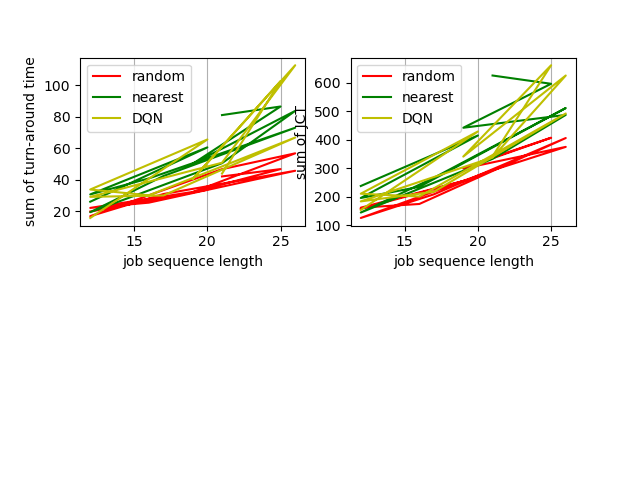 sum of turn-around time
100
80
60
40
20
random
nearest
DQN
15
20
25
job sequence length
sum of JCT
600
500
400
300
200
100
random
nearest
DQN
15
20
25
job sequence length